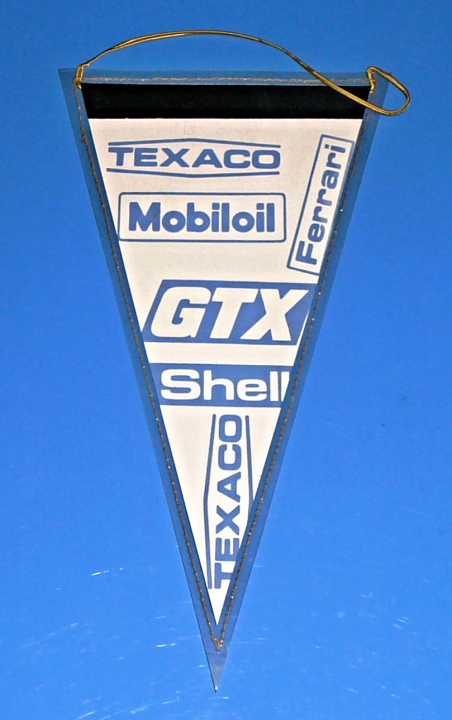 TEXACO
Mobiloil
Ferrari
GTX
Shell
TEXACO